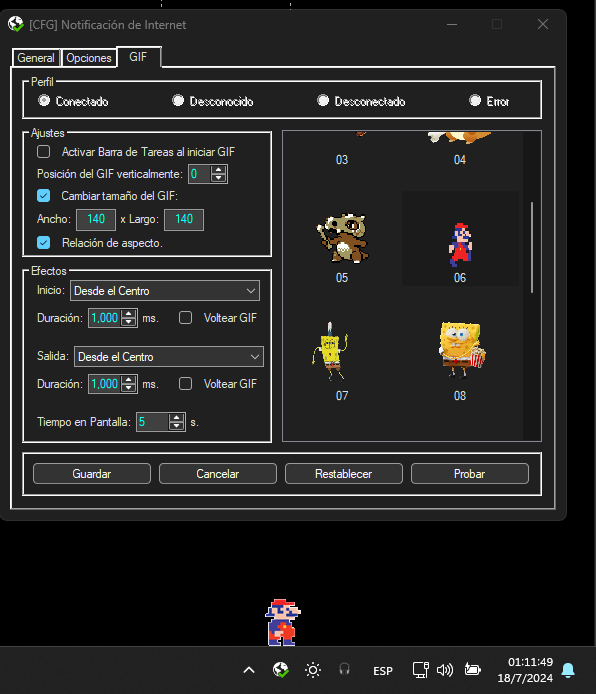 [CFG] Notificación de Internet
General Opciones GIF
Perfil
Conectado Desconocido Desconectado Error
Ajustes
Activar Barra de Tareas al iniciar GIF
Posición del GIF verticalmente: 0
Cambiar tamaño del GIF:
Ancho: 140 x Largo: 140
Relación de aspecto.
Efectos
Inicio: Desde el Centro
Duración: 1,000 ms. Voltear GIF
Salida: Desde el Centro
Duración: 1,000 ms. Voltear GIF
Tiempo en Pantalla: 5 s.
03 04
05 06
07 08
Guardar Cancelar Restablecer Probar
ESP
01:11:49
18/7/2024